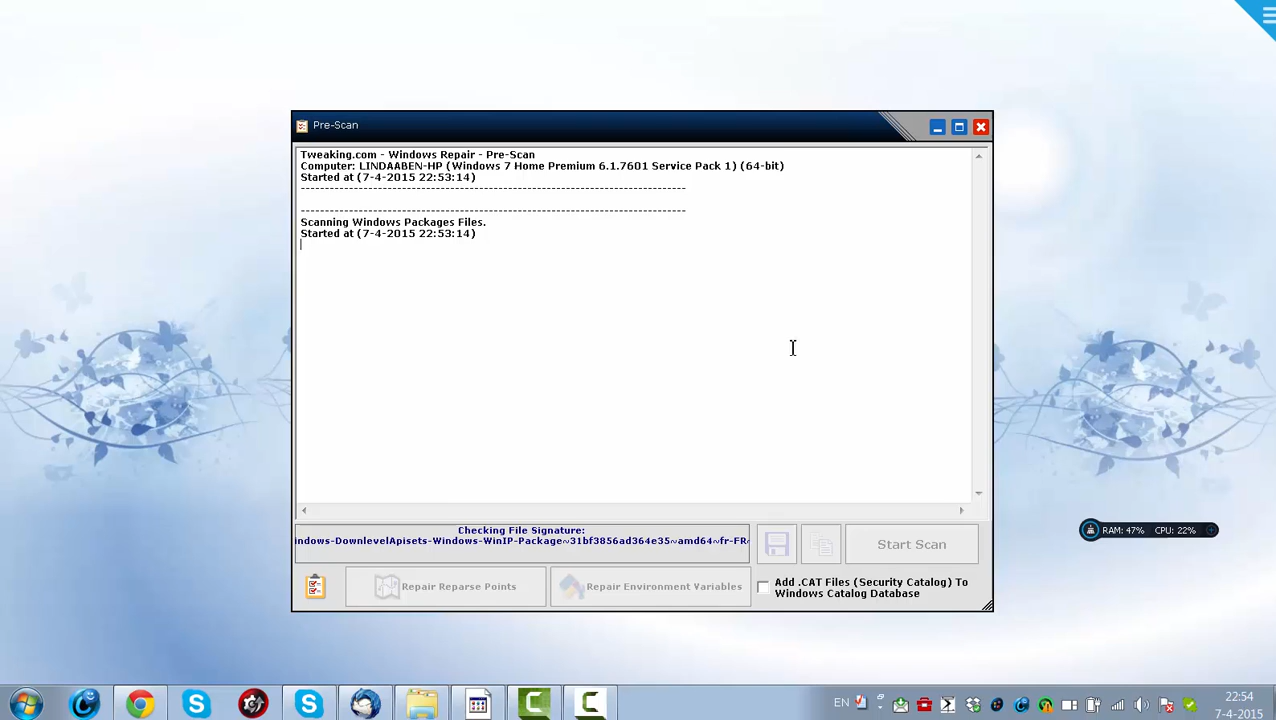 Pre-Scan
Tweaking.com - Windows Repair - Pre-Scan
Computer: LINDAABEN-HP (Windows 7 Home Premium 6.1.7601 Service Pack 1) (64-bit)
Started at (7-4-2015 22:53:14)
--------------------------------------------------------------------------------
--------------------------------------------------------------------------------
Scanning Windows Packages Files.
Started at (7-4-2015 22:53:14)
Checking File Signature:
indows-DownlevelApisets-Windows-WinIP-Package~31bf3856ad364e35~amd64~fr-FR~
Start Scan
Repair Reparse Points
Repair Environment Variables
Add .CAT Files (Security Catalog) To
Windows Catalog Database
RAM: 47% CPU: 22%
EN
22:54
7-4-2015